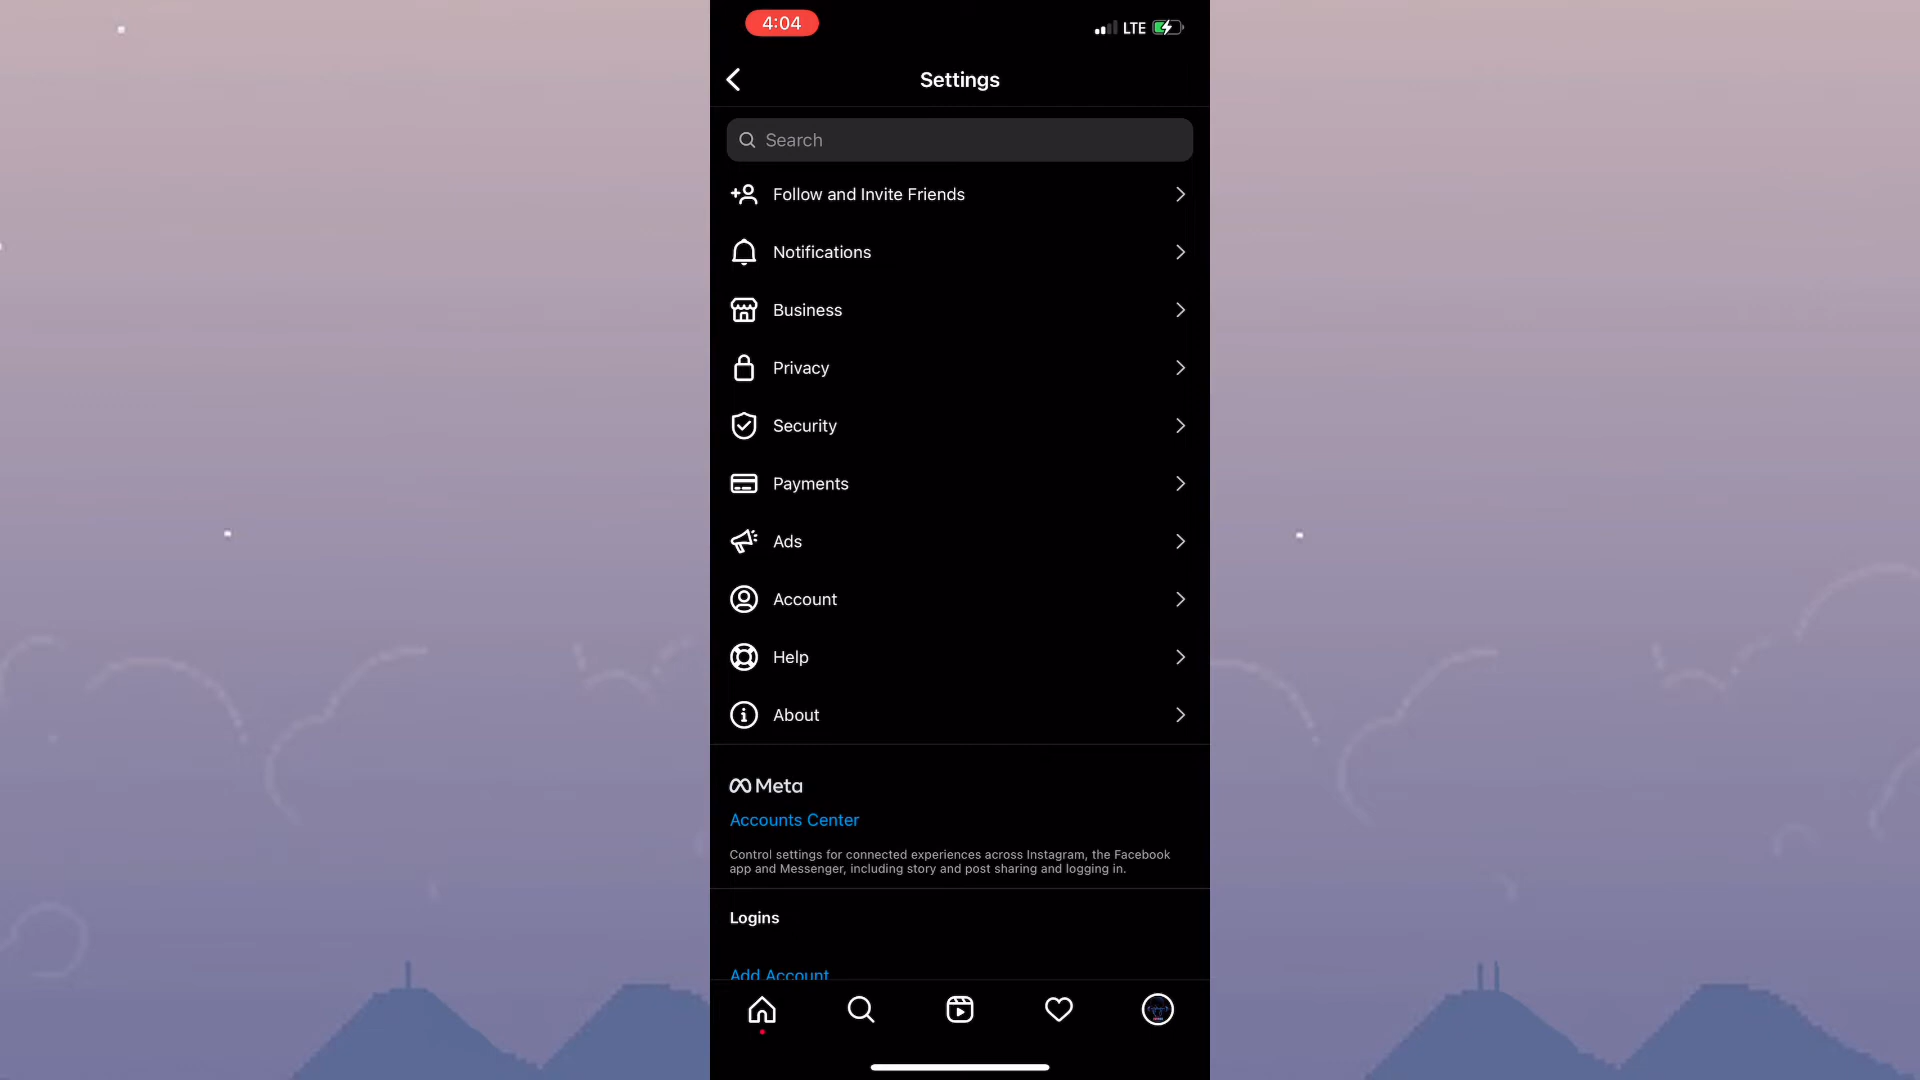 4:04
LTE
Settings
Search
Follow and Invite Friends
Notifications
Business
Privacy
Security
Payments
Ads
Account
Help
About
Meta
Accounts Center
Control settings for connected experiences across Instagram, the Facebook
app and Messenger, including story and post sharing and logging in.
Logins
Add Account